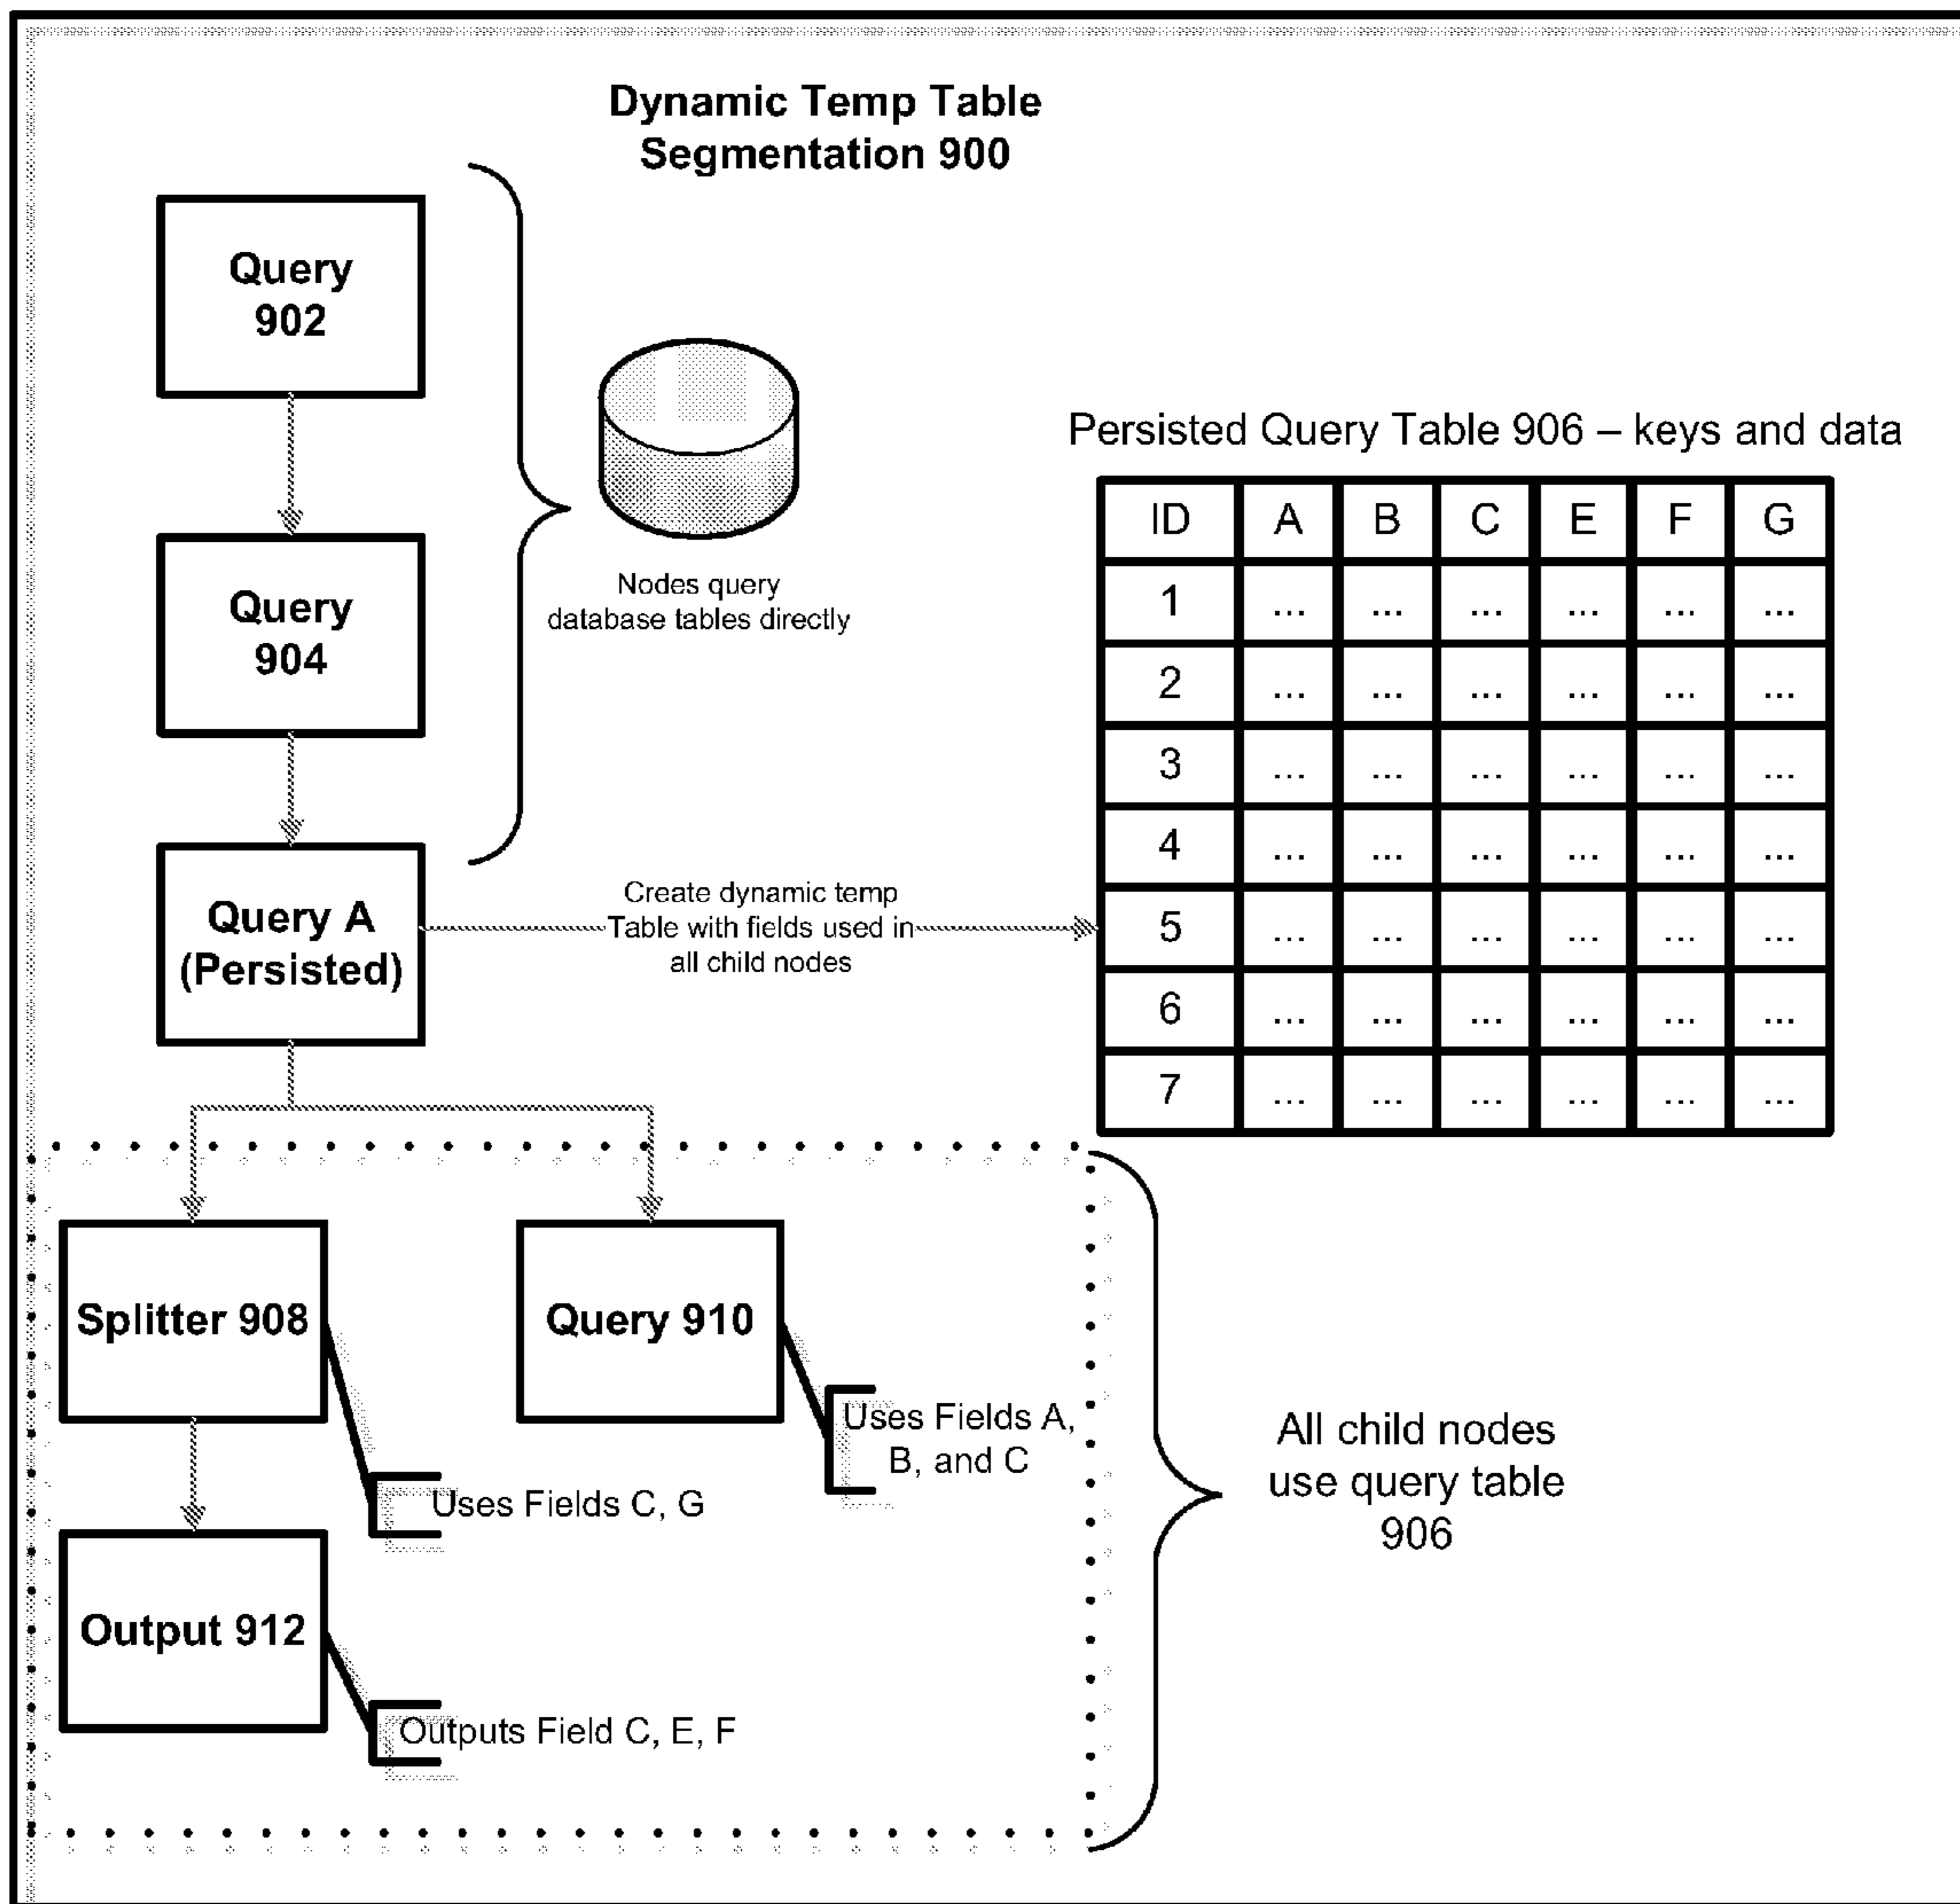 Dynamic Temp Table
Segmentation 900
Query
902
Query
904
Nodes query
database tables directly
Persisted Query Table 906 – keys and data
ID A B C E F G
1 ... ... ... ... ... ...
2 ... ... ... ... ... ...
3 ... ... ... ... ... ...
4 ... ... ... ... ... ...
5 ... ... ... ... ... ...
6 ... ... ... ... ... ...
7 ... ... ... ... ... ...
Query A
(Persisted)
Create dynamic temp
Table with fields used in
all child nodes
Splitter 908
Query 910
Uses Fields A,
B, and C
Uses Fields C, G
Output 912
Outputs Field C, E, F
All child nodes
use query table
906